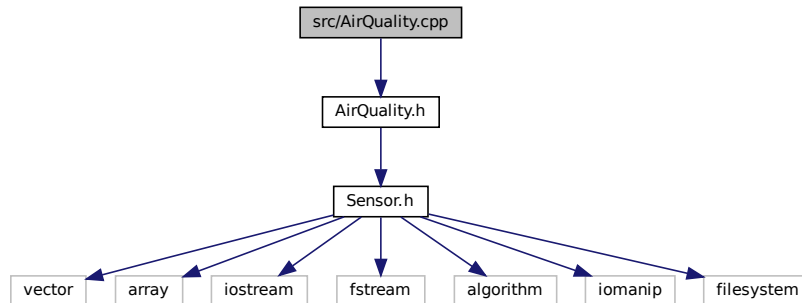 src/AirQuality.cpp
AirQuality.h
Sensor.h
vector
array
iostream
fstream
algorithm
iomanip
filesystem